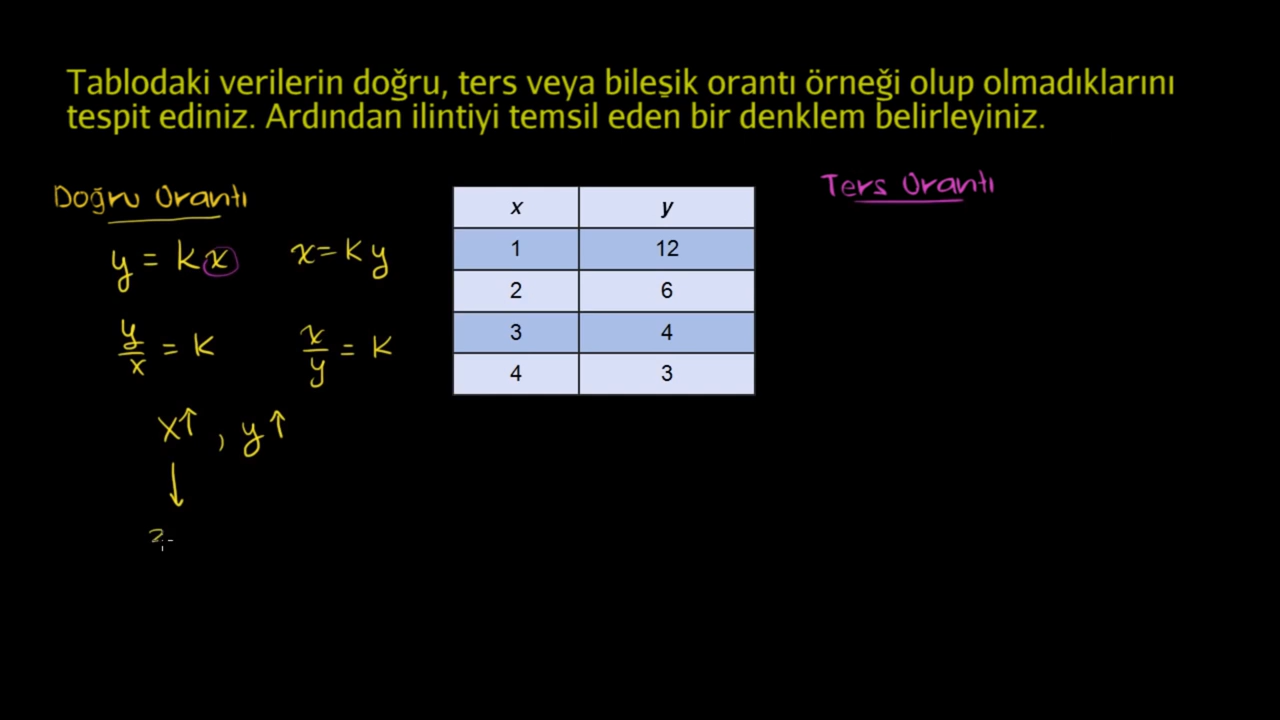 Tablodaki verilerin doğru, ters veya bileşik orantı örneği olup olmadıklarını
tespit ediniz. Ardından ilintiyi temsil eden bir denklem belirleyiniz.
Doğru Orantı
y = kx x = ky
y/x = k x/y = k
x↑, y↑
↓
x y
1 12
2 6
3 4
4 3
Ters Orantı